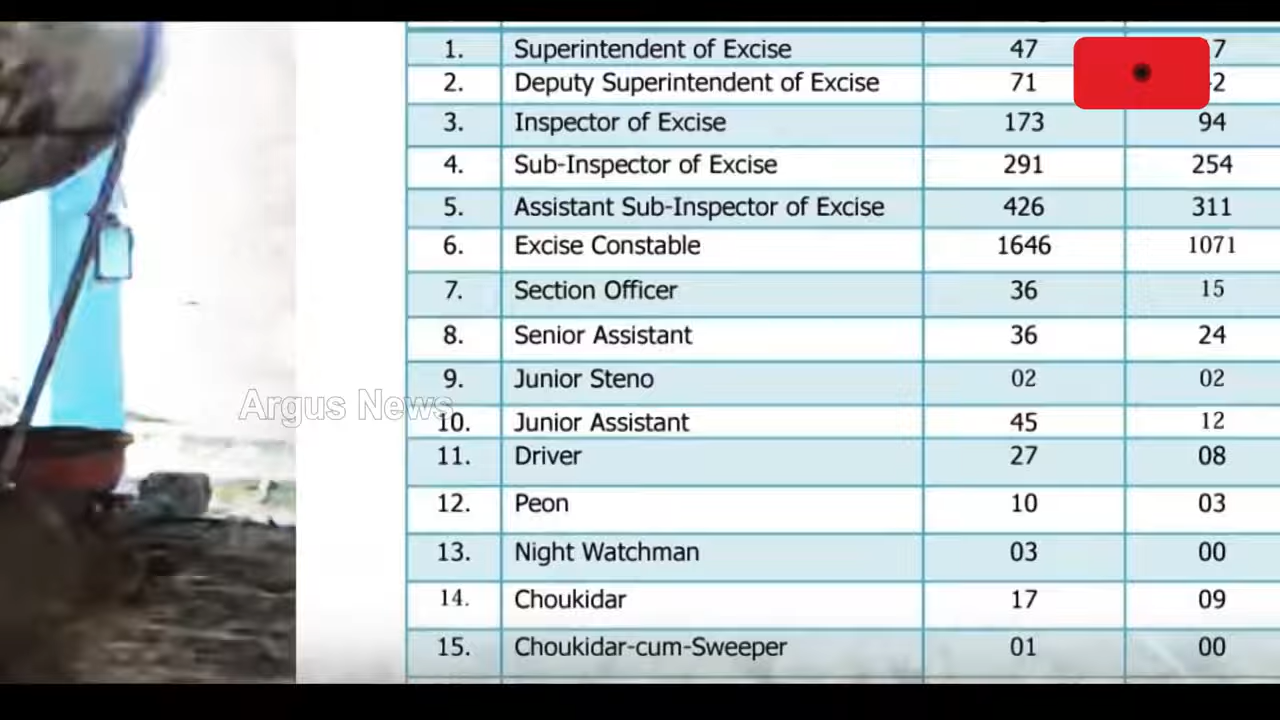 1. Superintendent of Excise 47
2. Deputy Superintendent of Excise 71
3. Inspector of Excise 173 94
4. Sub-Inspector of Excise 291 254
5. Assistant Sub-Inspector of Excise 426 311
6. Excise Constable 1646 1071
7. Section Officer 36 15
8. Senior Assistant 36 24
9. Junior Steno 02 02
Argus News
10. Junior Assistant 45 12
11. Driver 27 08
12. Peon 10 03
13. Night Watchman 03 00
14. Choukidar 17 09
15. Choukidar-cum-Sweeper 01 00